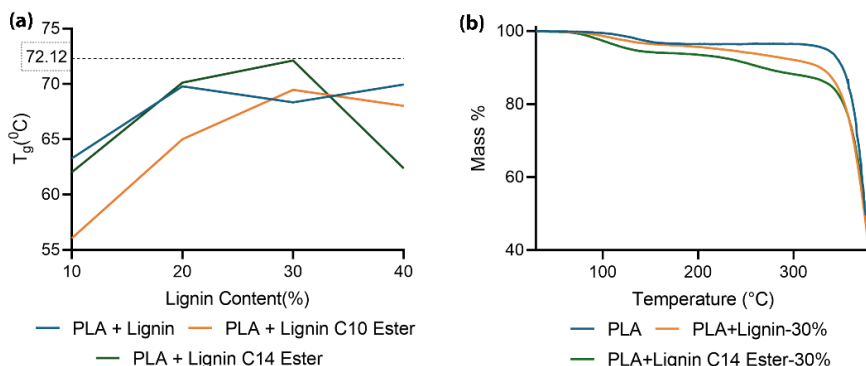 (a)
75
72.12
70
65
60
55
Tg(⁰C)
10
20
30
40
Lignin Content(%)
PLA + Lignin
PLA + Lignin C10 Ester
PLA + Lignin C14 Ester
(b)
100
80
60
40
Mass %
100
200
300
Temperature (°C)
PLA
PLA+Lignin-30%
PLA+Lignin C14 Ester-30%